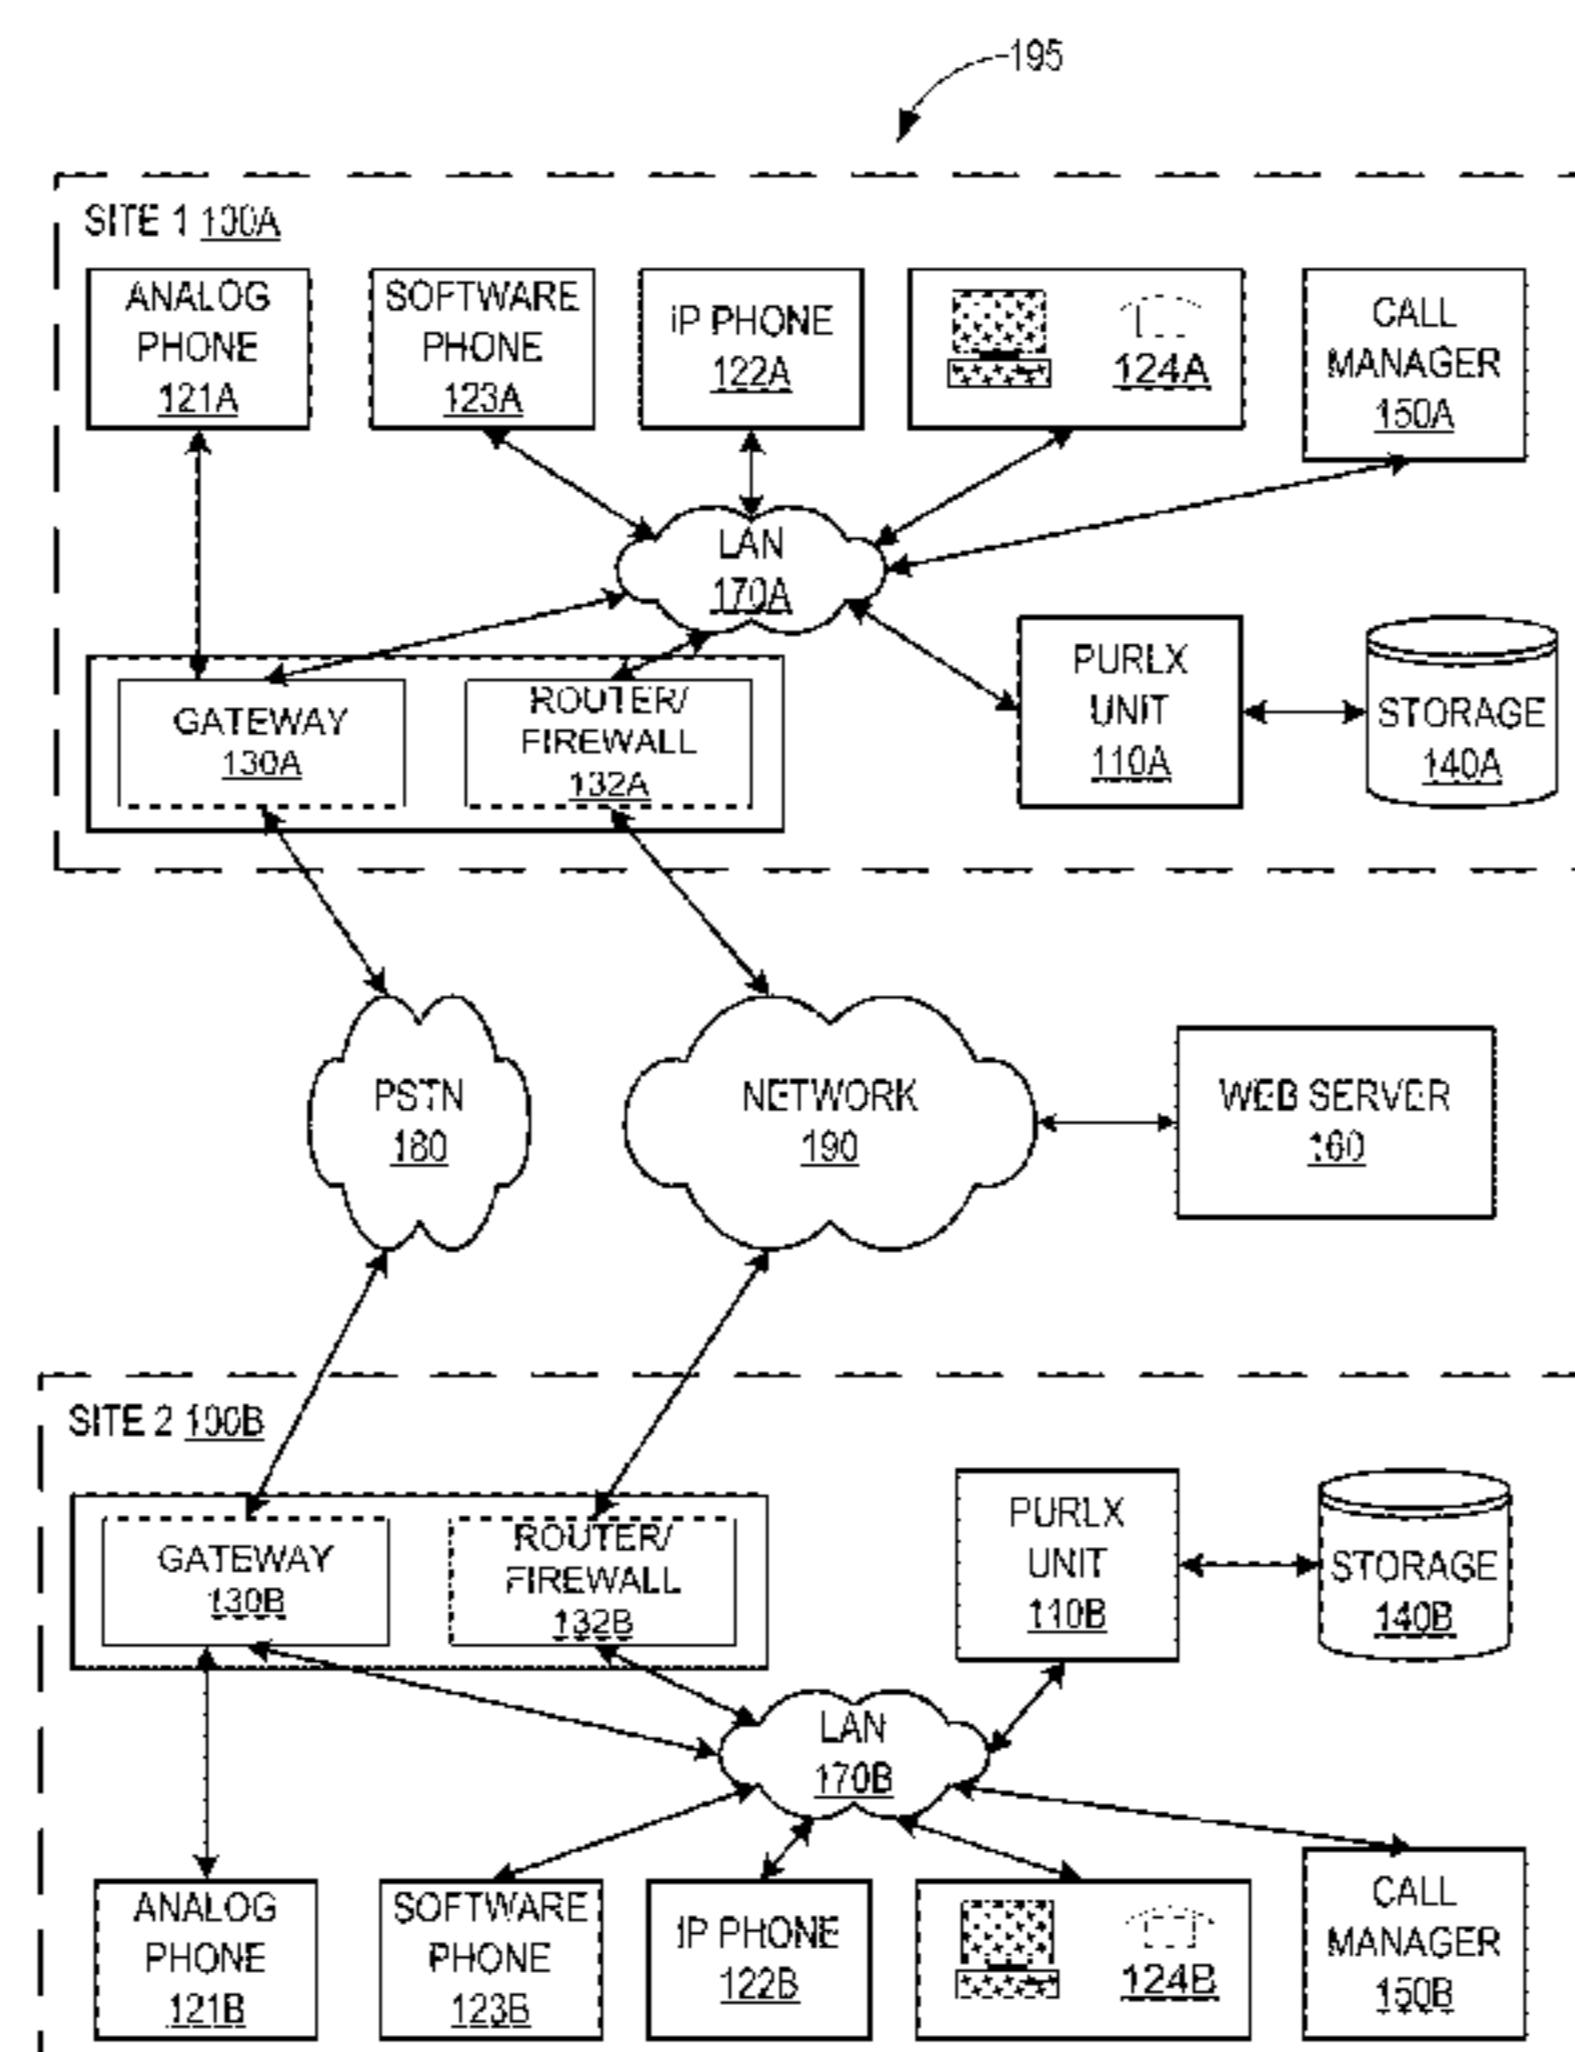 195
SITE 1 100A
ANALOG
PHONE
121A
SOFTWARE
PHONE
123A
IP PHONE
122A
124A
CALL
MANAGER
150A
LAN
170A
GATEWAY
130A
ROUTER/
FIREWALL
132A
PURLX
UNIT
110A
STORAGE
140A
PSTN
180
NETWORK
190
WEB SERVER
160
SITE 2 100B
GATEWAY
130B
ROUTER/
FIREWALL
132B
PURLX
UNIT
110B
STORAGE
140B
LAN
170B
ANALOG
PHONE
121B
SOFTWARE
PHONE
123B
IP PHONE
122B
124B
CALL
MANAGER
150B